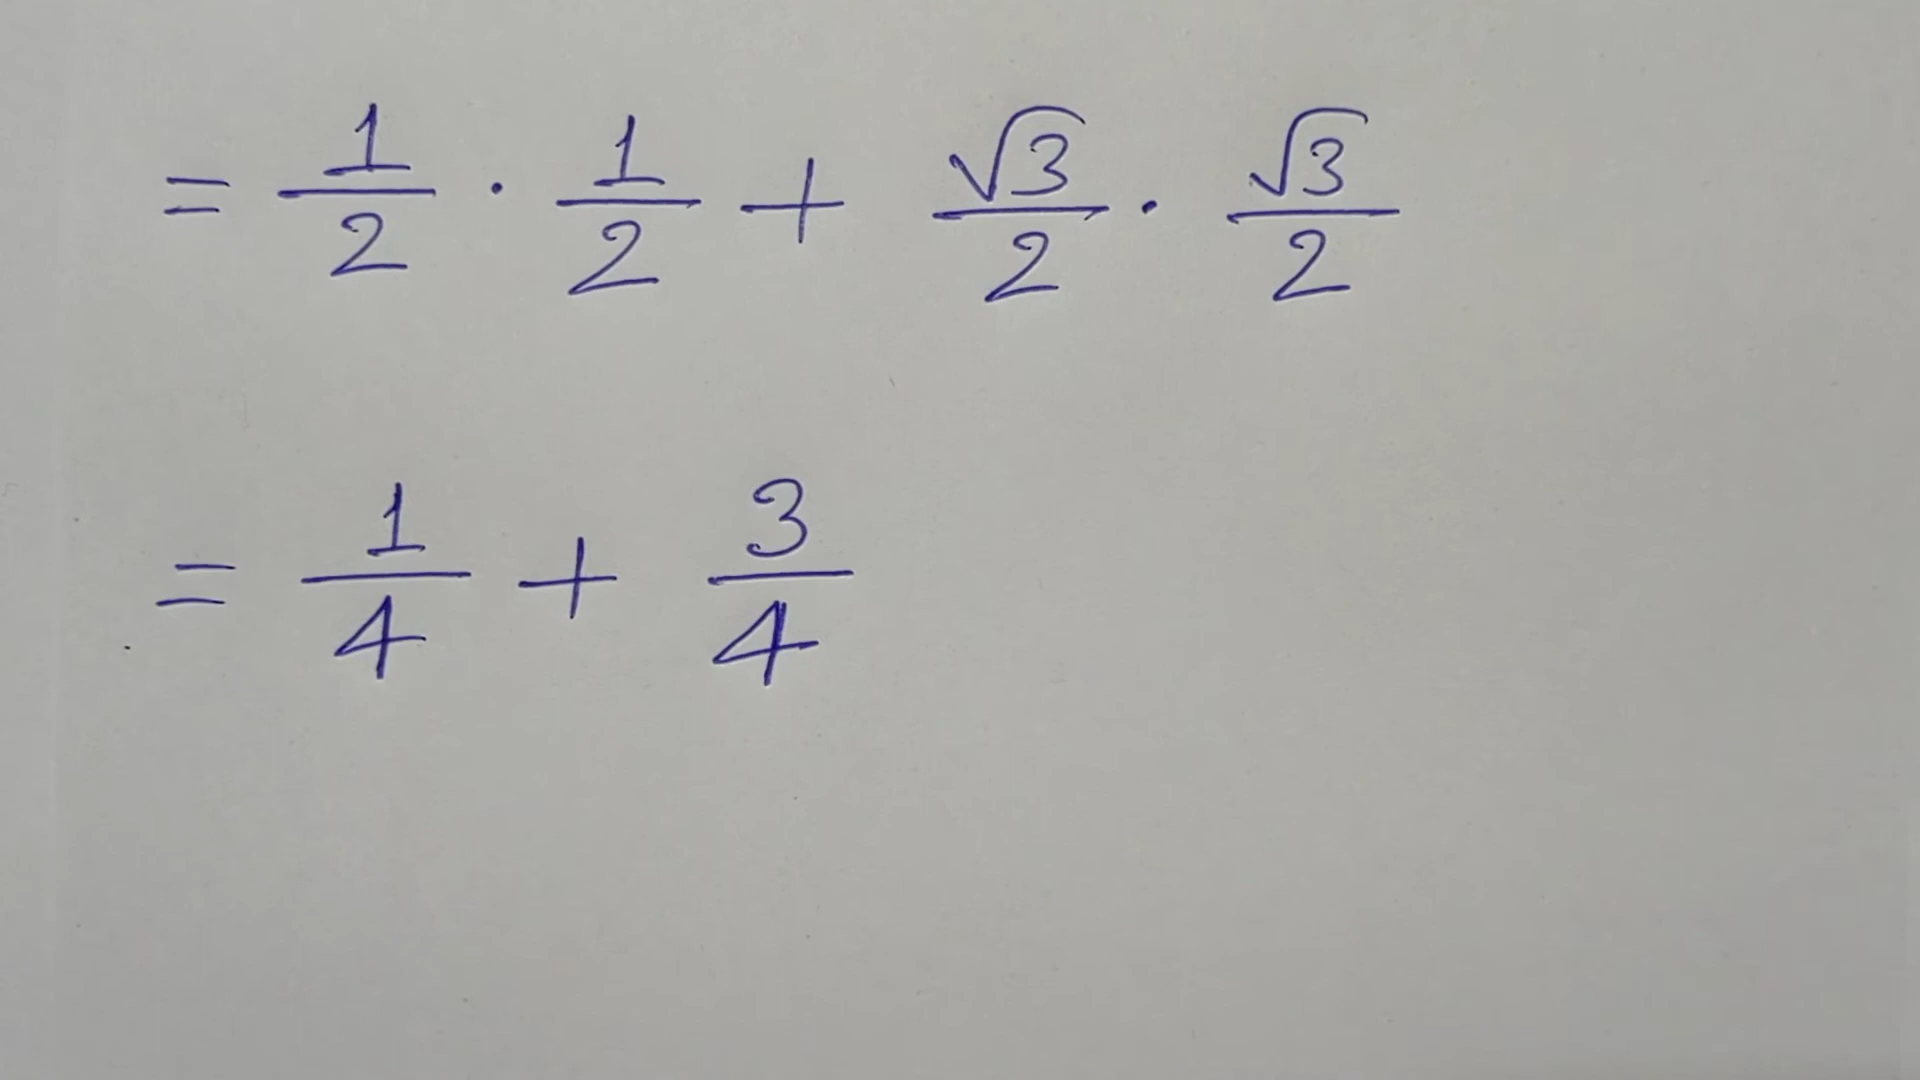 = 1/2 · 1/2 + √3/2 · √3/2
= 1/4 + 3/4